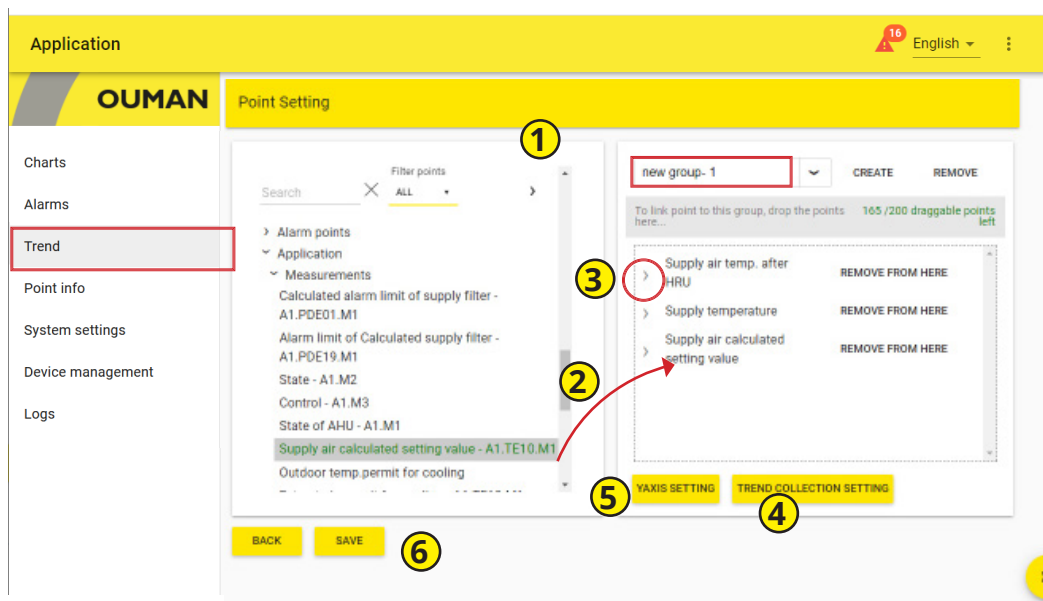 Application
16
English
OUMAN
Point Setting
Charts
Alarms
Trend
Point info
System settings
Device management
Logs
1
Filter points
Search
ALL
Alarm points
Application
Measurements
Calculated alarm limit of supply filter -
A1.PDE01.M1
Alarm limit of Calculated supply filter -
A1.PDE19.M1
State - A1.M2
Control - A1.M3
State of AHU - A1.M1
Supply air calculated setting value - A1.TE10.M1
Outdoor temp.permit for cooling
2
new group- 1
CREATE
REMOVE
To link point to this group, drop the points
here...
165 /200 draggable points
left
3
Supply air temp. after
HRU
REMOVE FROM HERE
Supply temperature
REMOVE FROM HERE
Supply air calculated
setting value
REMOVE FROM HERE
5
YAXIS SETTING
TREND COLLECTION SETTING
4
BACK
SAVE
6